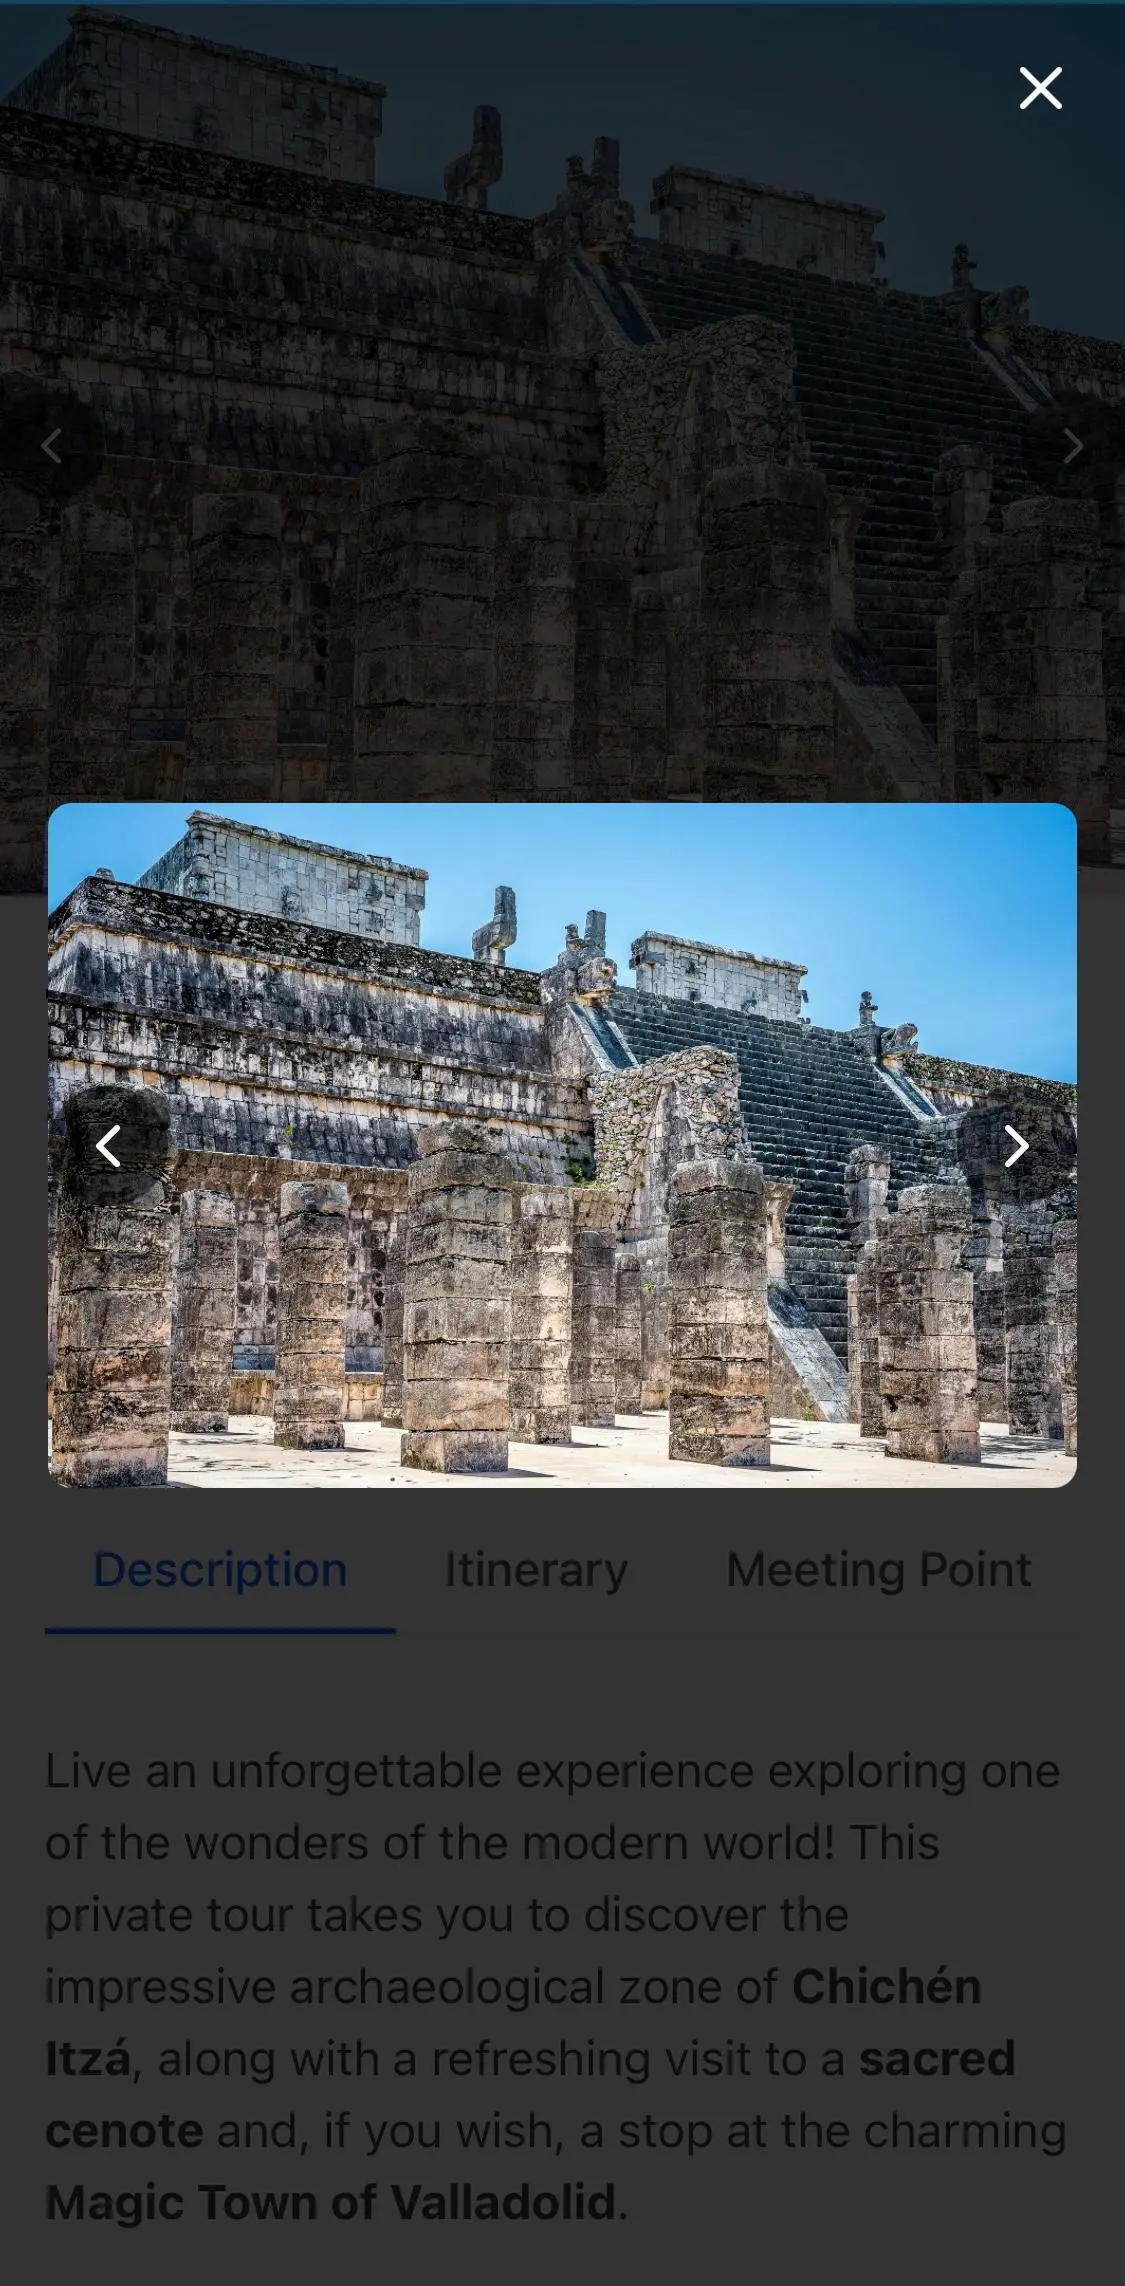 Description
Itinerary
Meeting Point
Live an unforgettable experience exploring one
of the wonders of the modern world! This
private tour takes you to discover the
impressive archaeological zone of Chichén
Itzá, along with a refreshing visit to a sacred
cenote and, if you wish, a stop at the charming
Magic Town of Valladolid.